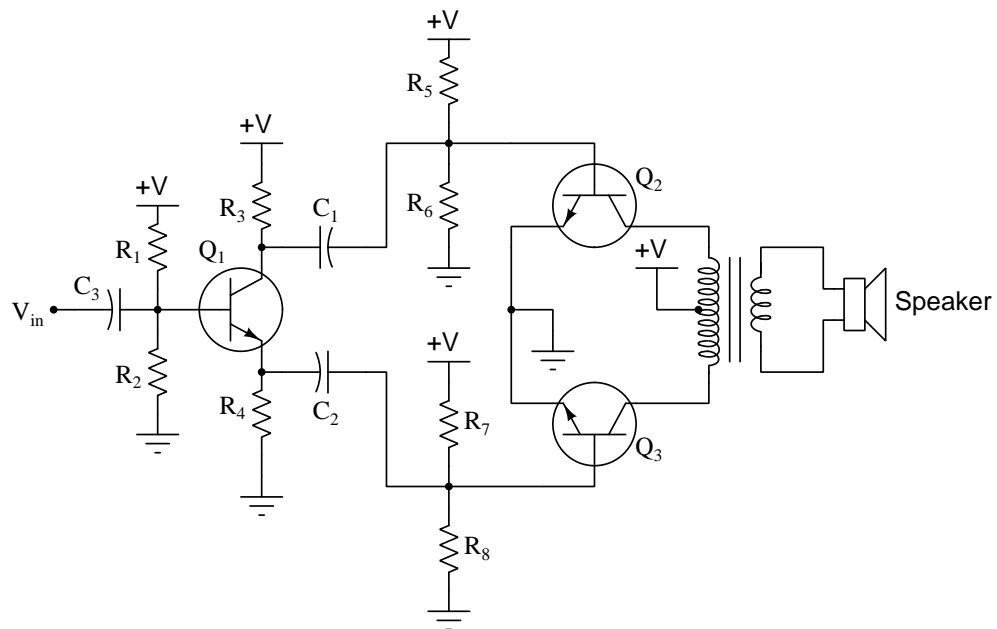 +V
R5
+V
R3
+V
R1
C1
R6
Q2
Q1
+V
C3
Vin
Speaker
R2
+V
R4
C2
R7
Q3
R8